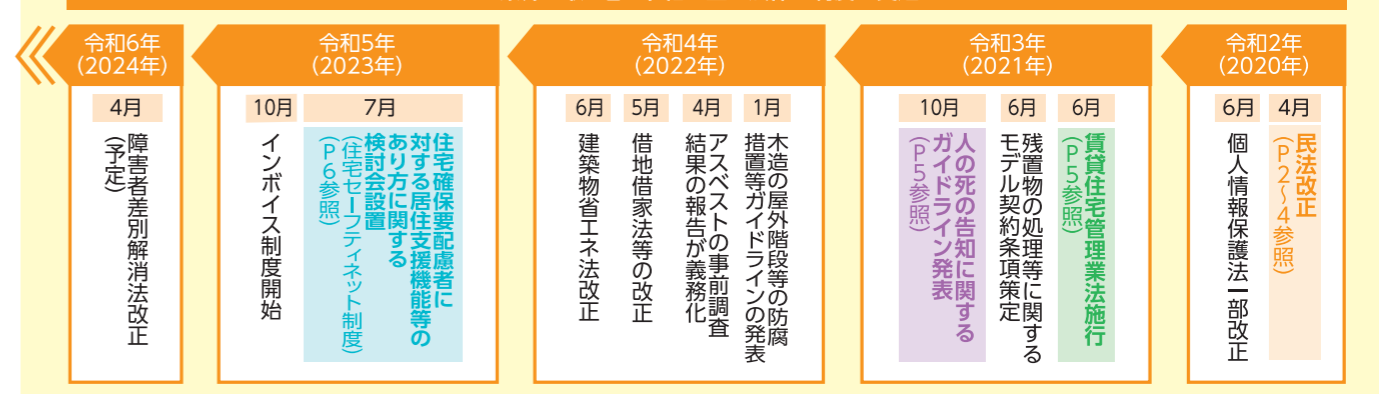 令和2年
(2020年)
4月
民法改正
(P2～4参照)
6月
個人情報保護法一部改正
令和3年
(2021年)
6月
賃貸住宅管理業法施行
(P5参照)
6月
残置物の処理等に関する
モデル契約条項策定
10月
人の死の告知に関する
ガイドライン発表
(P5参照)
令和4年
(2022年)
1月
木造の屋外階段等の防腐
措置等ガイドラインの発表
4月
アスベストの事前調査
結果の報告が義務化
5月
借地借家法等の改正
6月
建築物省エネ法改正
令和5年
(2023年)
7月
住宅確保要配慮者に
対する居住支援機能等の
あり方に関する
検討会設置
(住宅セーフティネット制度)
(P6参照)
10月
インボイス制度開始
令和6年
(2024年)
4月
障害者差別解消法改正
(予定)